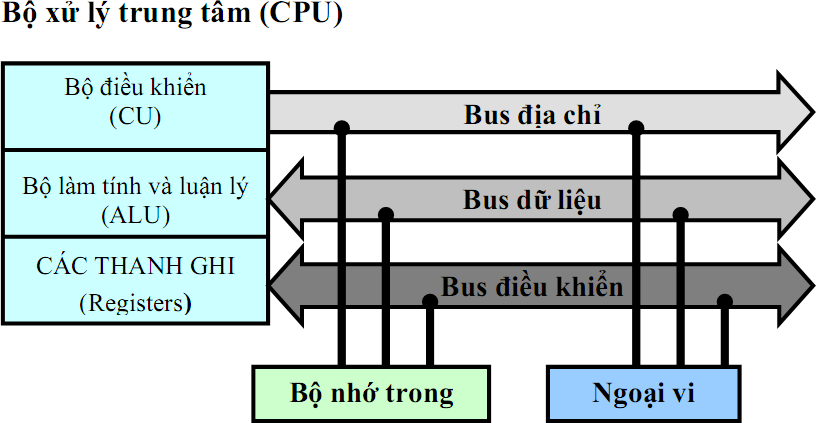 Bộ xử lý trung tâm (CPU)
Bộ điều khiển
(CU)
Bus địa chỉ
Bộ làm tính và luận lý
(ALU)
Bus dữ liệu
CÁC THANH GHI
(Registers)
Bus điều khiển
Bộ nhớ trong
Ngoại vi